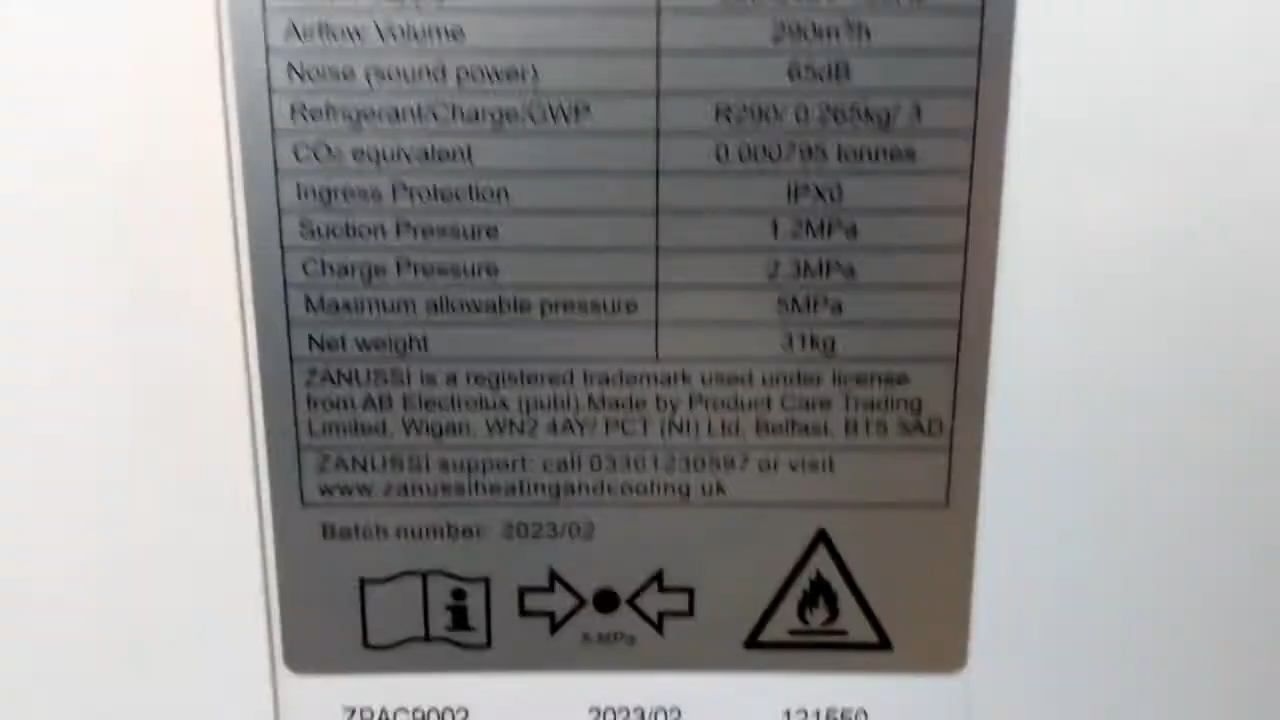 Airflow Volume 290m³/h
Noise (sound power) 65dB
Refrigerant/Charge/GWP R290/ 0.265kg/ 3
CO₂ equivalent 0.000795 tonnes
Ingress Protection IPX0
Suction Pressure 1.2MPa
Charge Pressure 2.3MPa
Maximum allowable pressure 5MPa
Net weight 31kg
ZANUSSI is a registered trademark used under license
from AB Electrolux (publ).Made by Product Care Trading
Limited, Wigan, WN2 4AY/ PCT (NI) Ltd, Belfast, BT5
ZANUSSI support: call or visit
www.zanussiheatingandcooling.uk
Batch number: 2023/02
5 MPa
ZPAC9002 2023/02